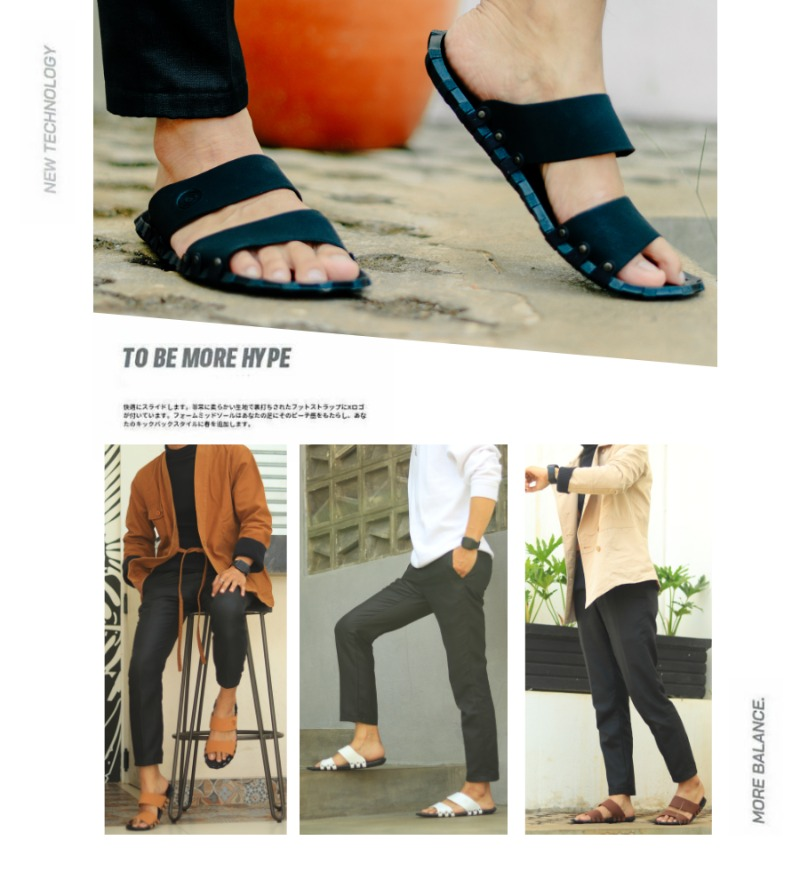 NEW TECHNOLOGY
TO BE MORE HYPE
快適にスライドします。非常に柔らかい生地で裏打ちされたフットストラップにKロゴ
が付いています。フォームミッドソールはあなたの足にそのビーチ感をもたらし、あな
たのキックバックスタイルに春を追加します。
MORE BALANCE.